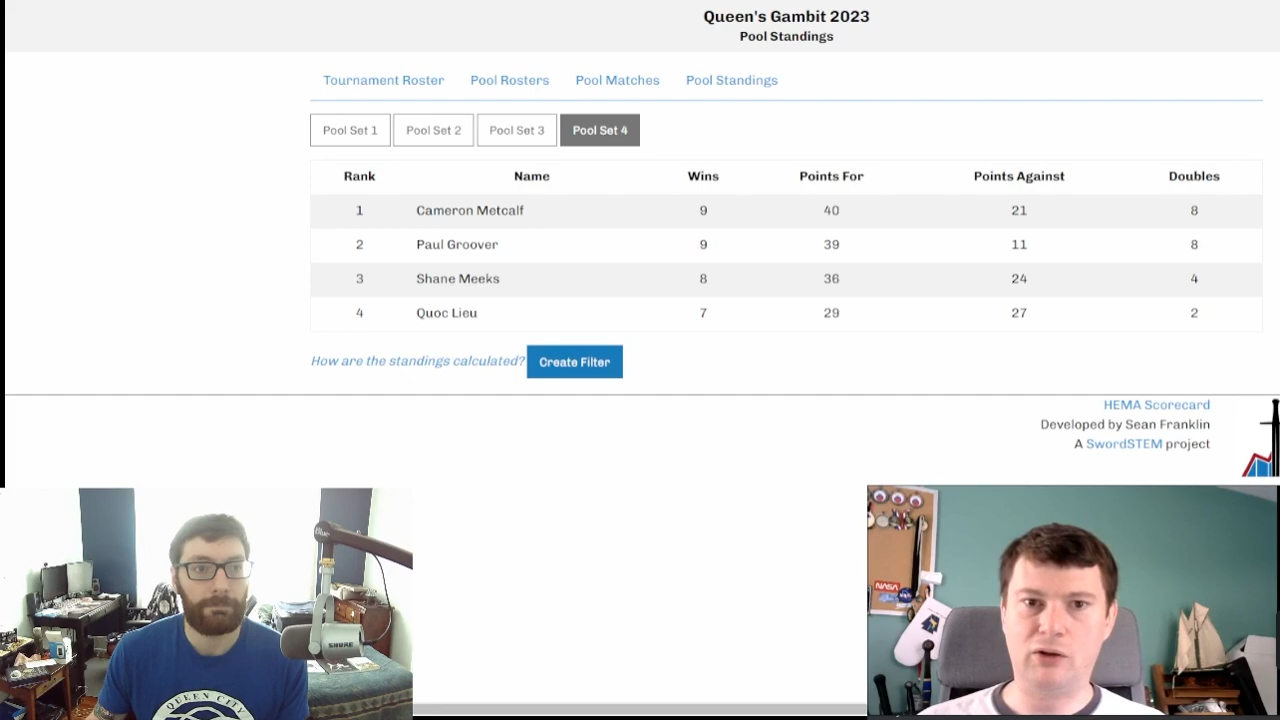 Queen's Gambit 2023
Pool Standings
Tournament Roster Pool Rosters Pool Matches Pool Standings
Pool Set 1 Pool Set 2 Pool Set 3 Pool Set 4
Rank Name Wins Points For Points Against Doubles
1 Cameron Metcalf 9 40 21 8
2 Paul Groover 9 39 11 8
3 Shane Meeks 8 36 24 4
4 Quoc Lieu 7 29 27 2
How are the standings calculated? Create Filter
HEMA Scorecard
Developed by Sean Franklin
A SwordSTEM project
NASA
SHURE
QUEEN CITY